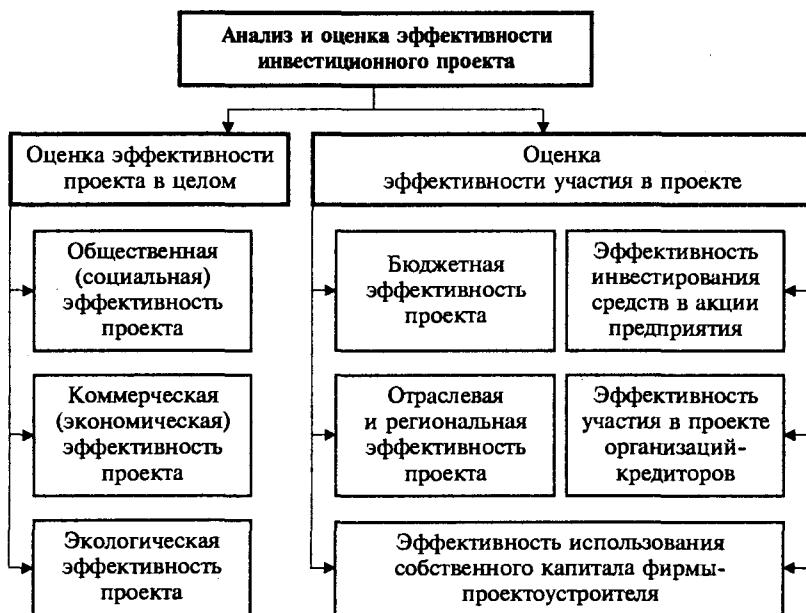 Анализ и оценка эффективности
инвестиционного проекта
Оценка эффективности
проекта в целом
Оценка
эффективности участия в проекте
Общественная
(социальная)
эффективность
проекта
Бюджетная
эффективность
проекта
Эффективность
инвестирования
средств в акции
предприятия
Коммерческая
(экономическая)
эффективность
проекта
Отраслевая
и региональная
эффективность
проекта
Эффективность
участия в проекте
организаций-
кредиторов
Экологическая
эффективность
проекта
Эффективность использования
собственного капитала фирмы-
проектоустроителя